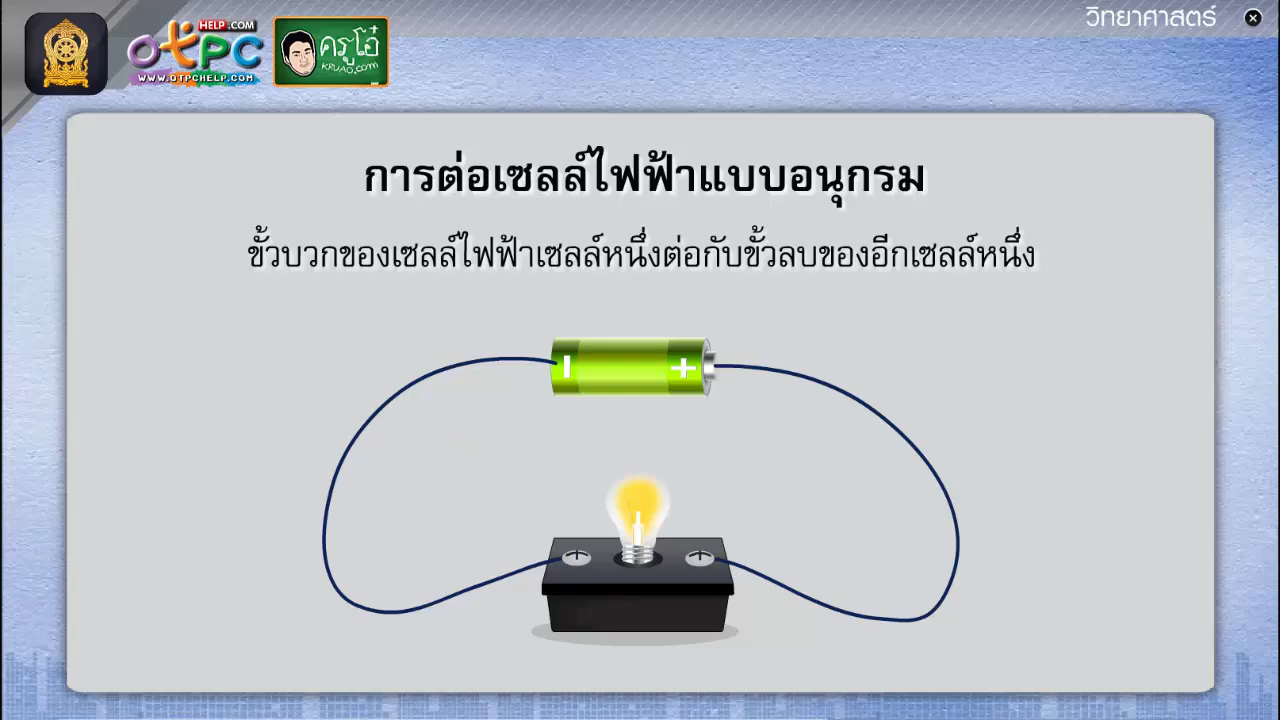 วิทยาศาสตร์
HELP.COM
OTPC
WWW.OTPCHELP.COM
ครูโอ๋
KRUAO.com
การต่อเซลล์ไฟฟ้าแบบอนุกรม
ขั้วบวกของเซลล์ไฟฟ้าเซลล์หนึ่งต่อกับขั้วลบของอีกเซลล์หนึ่ง
+